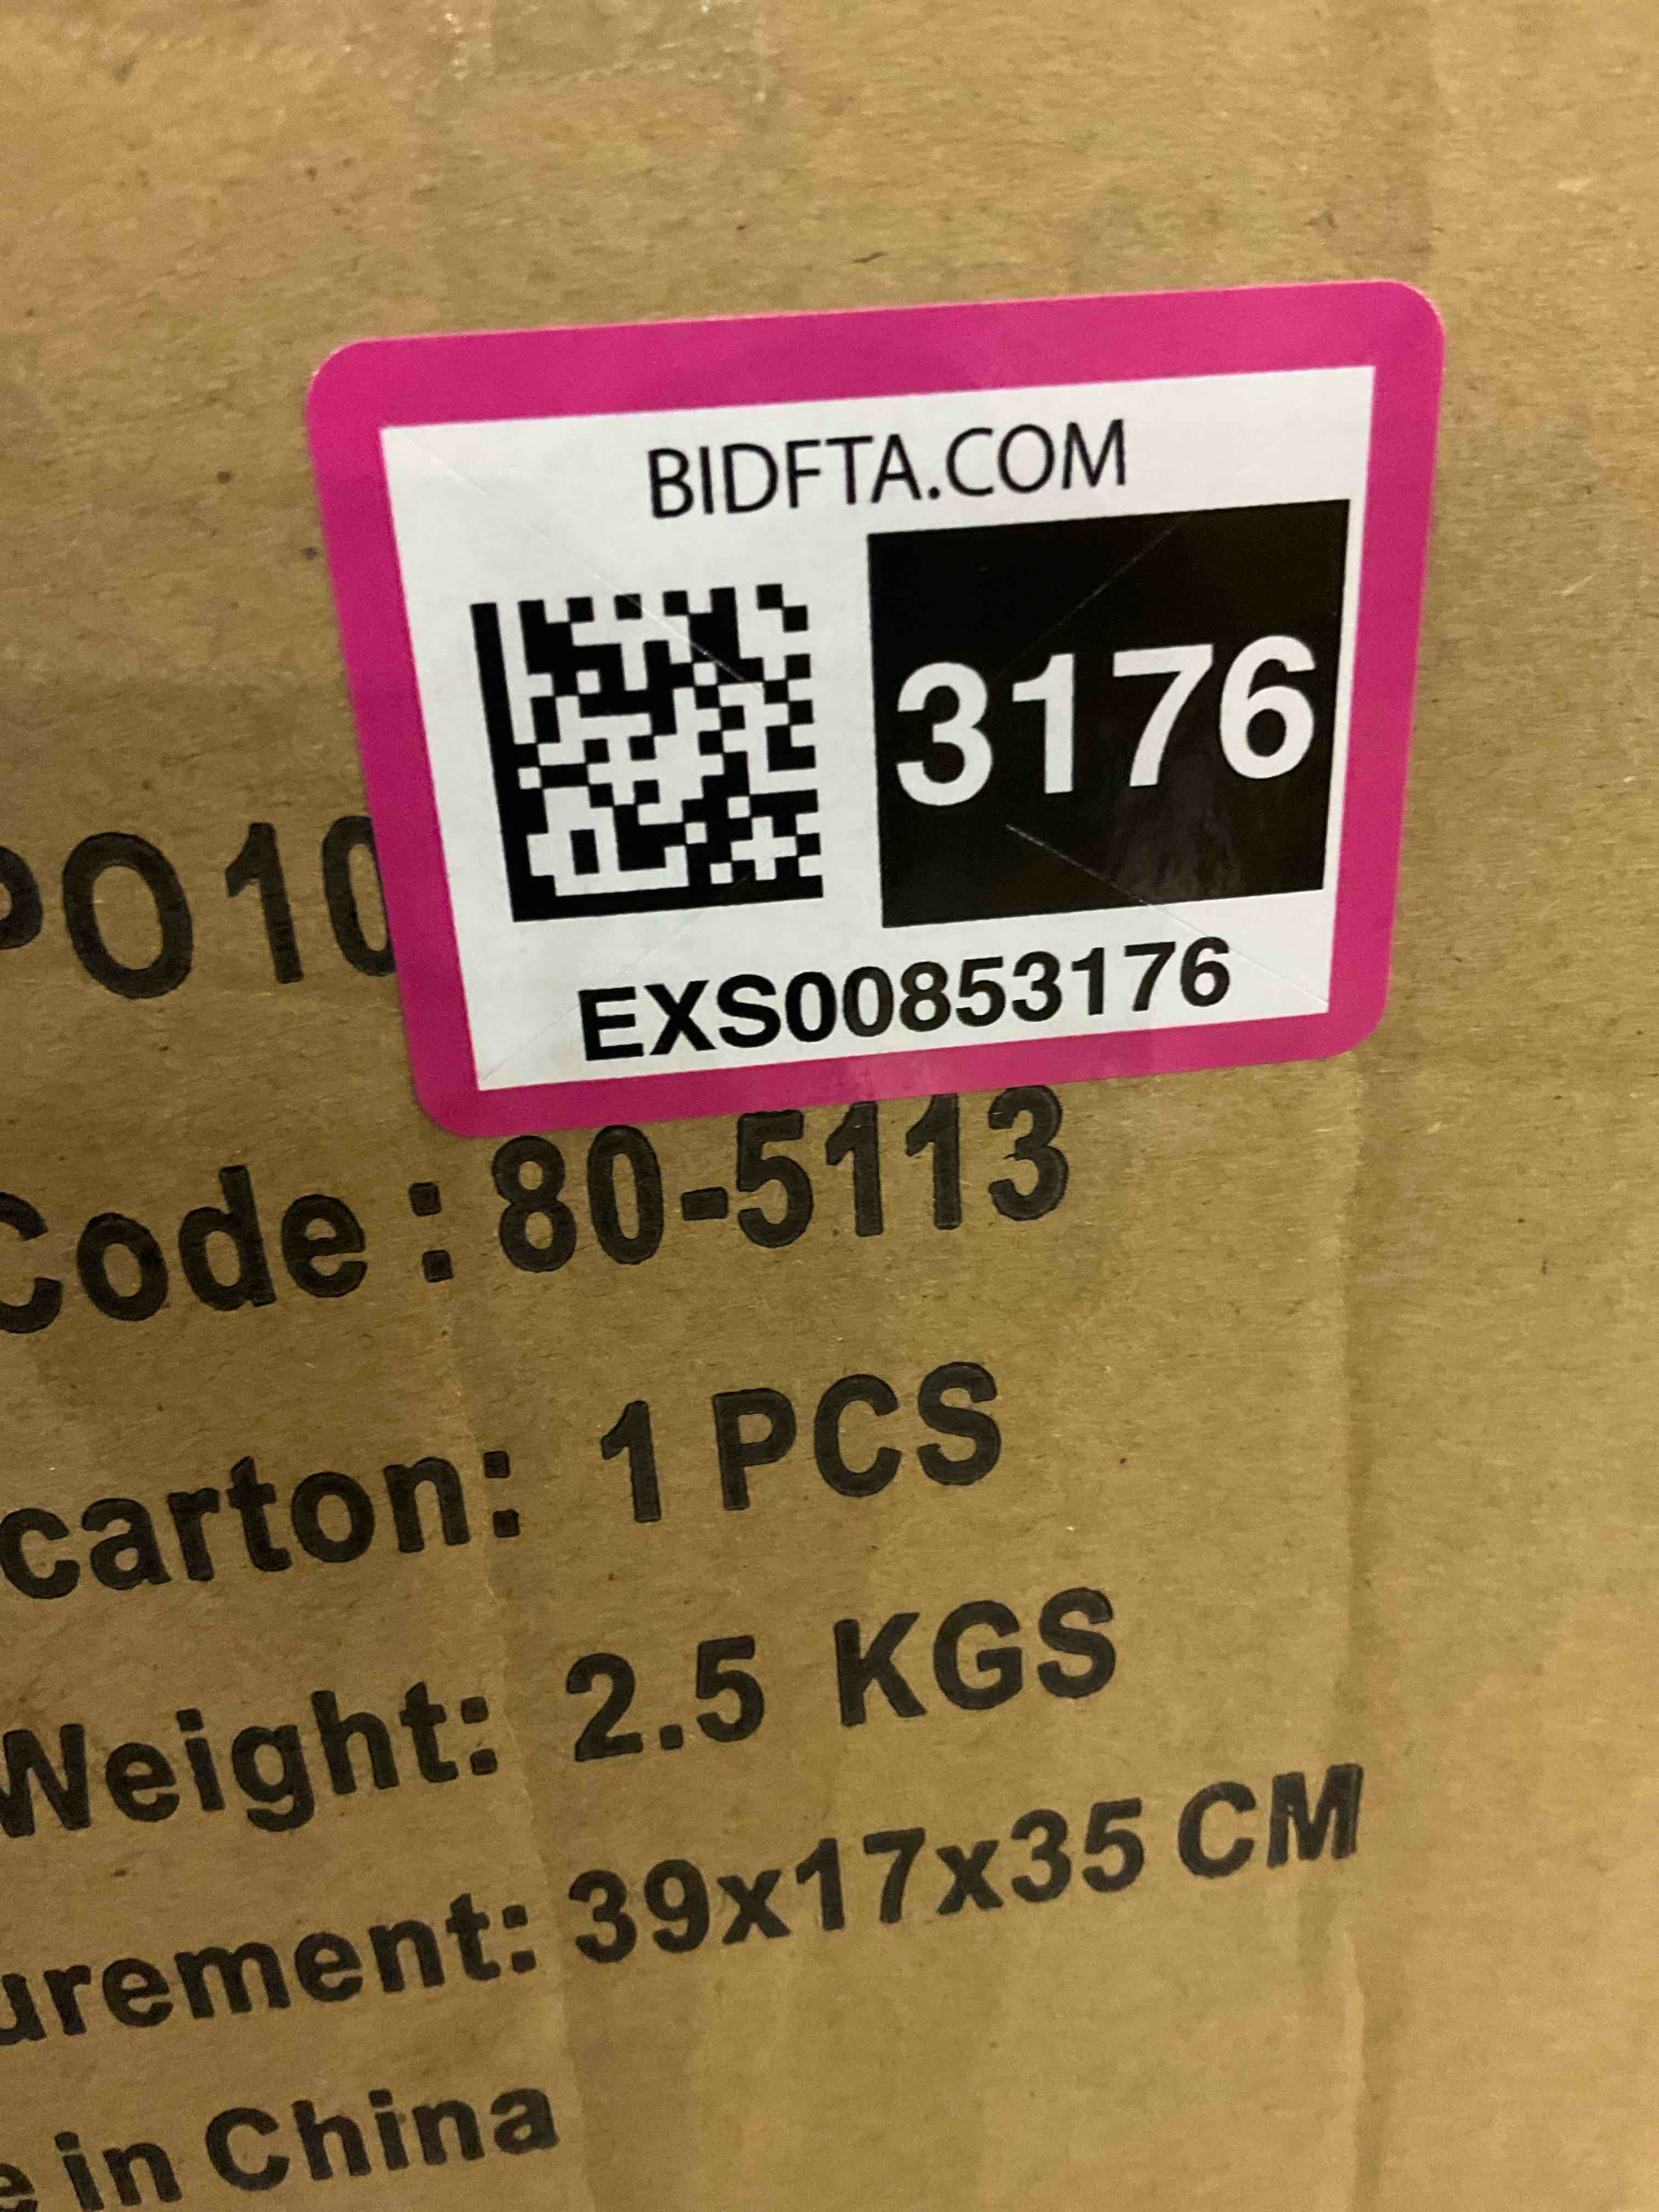 BIDFTA.COM
3176
EXS00853176
PO10
Code : 80-5113
carton: 1 PCS
Weight: 2.5 KGS
urement: 39x17x35 CM
e in China